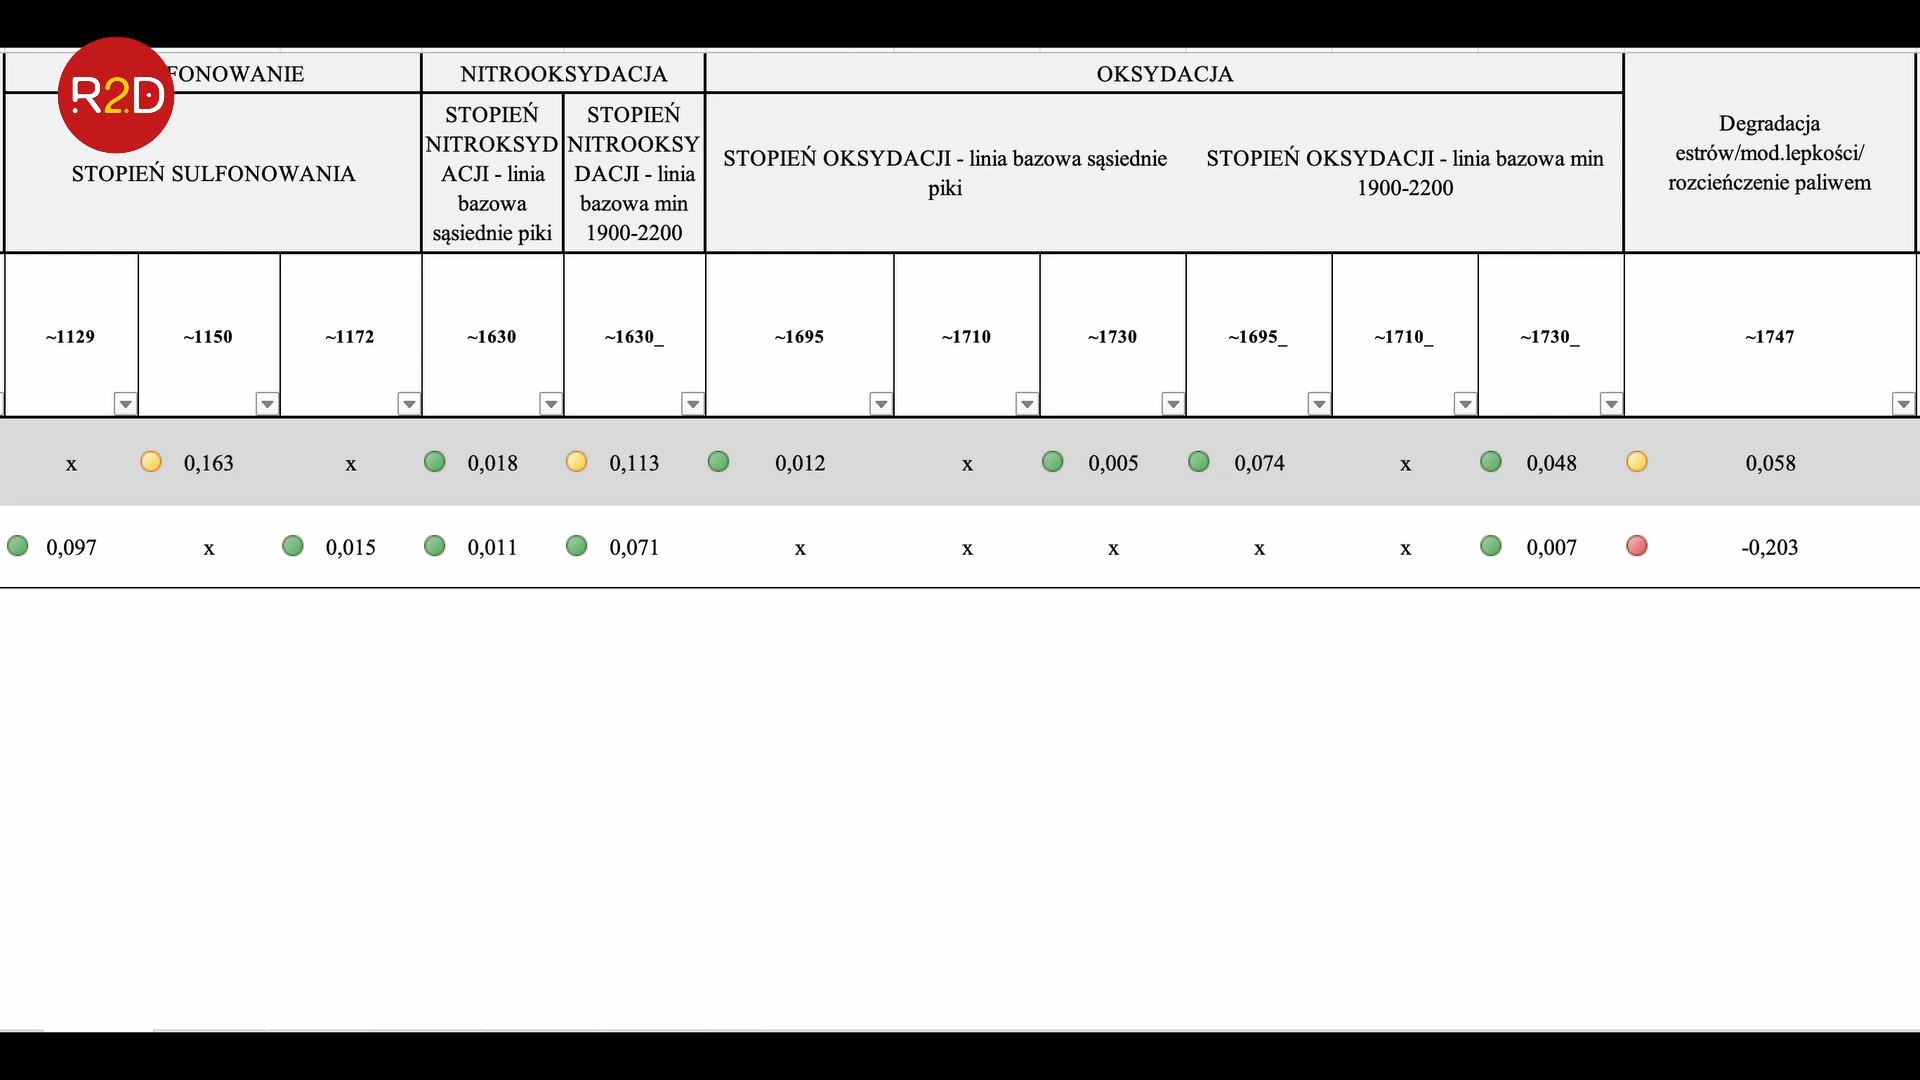 R2D
FONOWANIE NITROOKSYDACJA OKSYDACJA
STOPIEŃ SULFONOWANIA
STOPIEŃ
NITROKSYD
ACJI - linia
bazowa
sąsiednie piki
STOPIEŃ
NITROOKSY
DACJI - linia
bazowa min
1900-2200
STOPIEŃ OKSYDACJI - linia bazowa sąsiednie
piki
STOPIEŃ OKSYDACJI - linia bazowa min
1900-2200
Degradacja
estrów/mod.lepkości/
rozcieńczenie paliwem
~1129 ~1150 ~1172 ~1630 ~1630_ ~1695 ~1710 ~1730 ~1695_ ~1710_ ~1730_ ~1747
x 0,163 x 0,018 0,113 0,012 x 0,005 0,074 x 0,048 0,058
0,097 x 0,015 0,011 0,071 x x x x x 0,007 -0,203